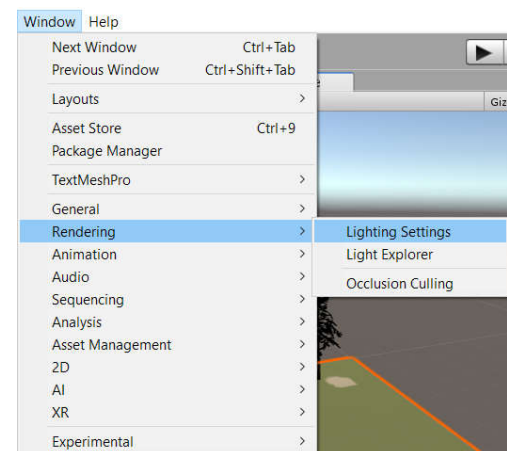 Window Help
Next Window Ctrl+Tab
Previous Window Ctrl+Shift+Tab
Layouts >
Asset Store Ctrl+9
Package Manager
TextMeshPro >
General >
Rendering >
Lighting Settings
Animation >
Light Explorer
Audio >
Occlusion Culling
Sequencing >
Analysis >
Asset Management >
2D >
AI >
XR >
Experimental >
Giz